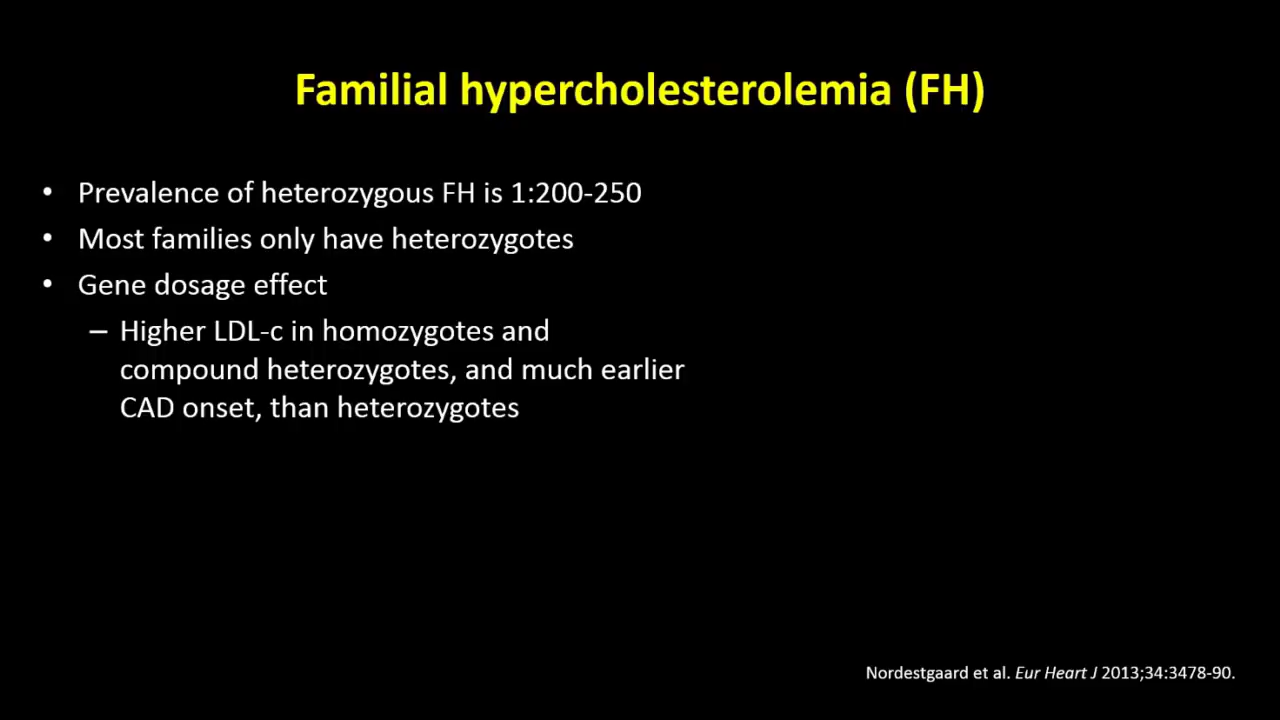 Familial hypercholesterolemia (FH)
• Prevalence of heterozygous FH is 1:200-250
• Most families only have heterozygotes
• Gene dosage effect
– Higher LDL-c in homozygotes and
compound heterozygotes, and much earlier
CAD onset, than heterozygotes
Nordestgaard et al. Eur Heart J 2013;34:3478-90.